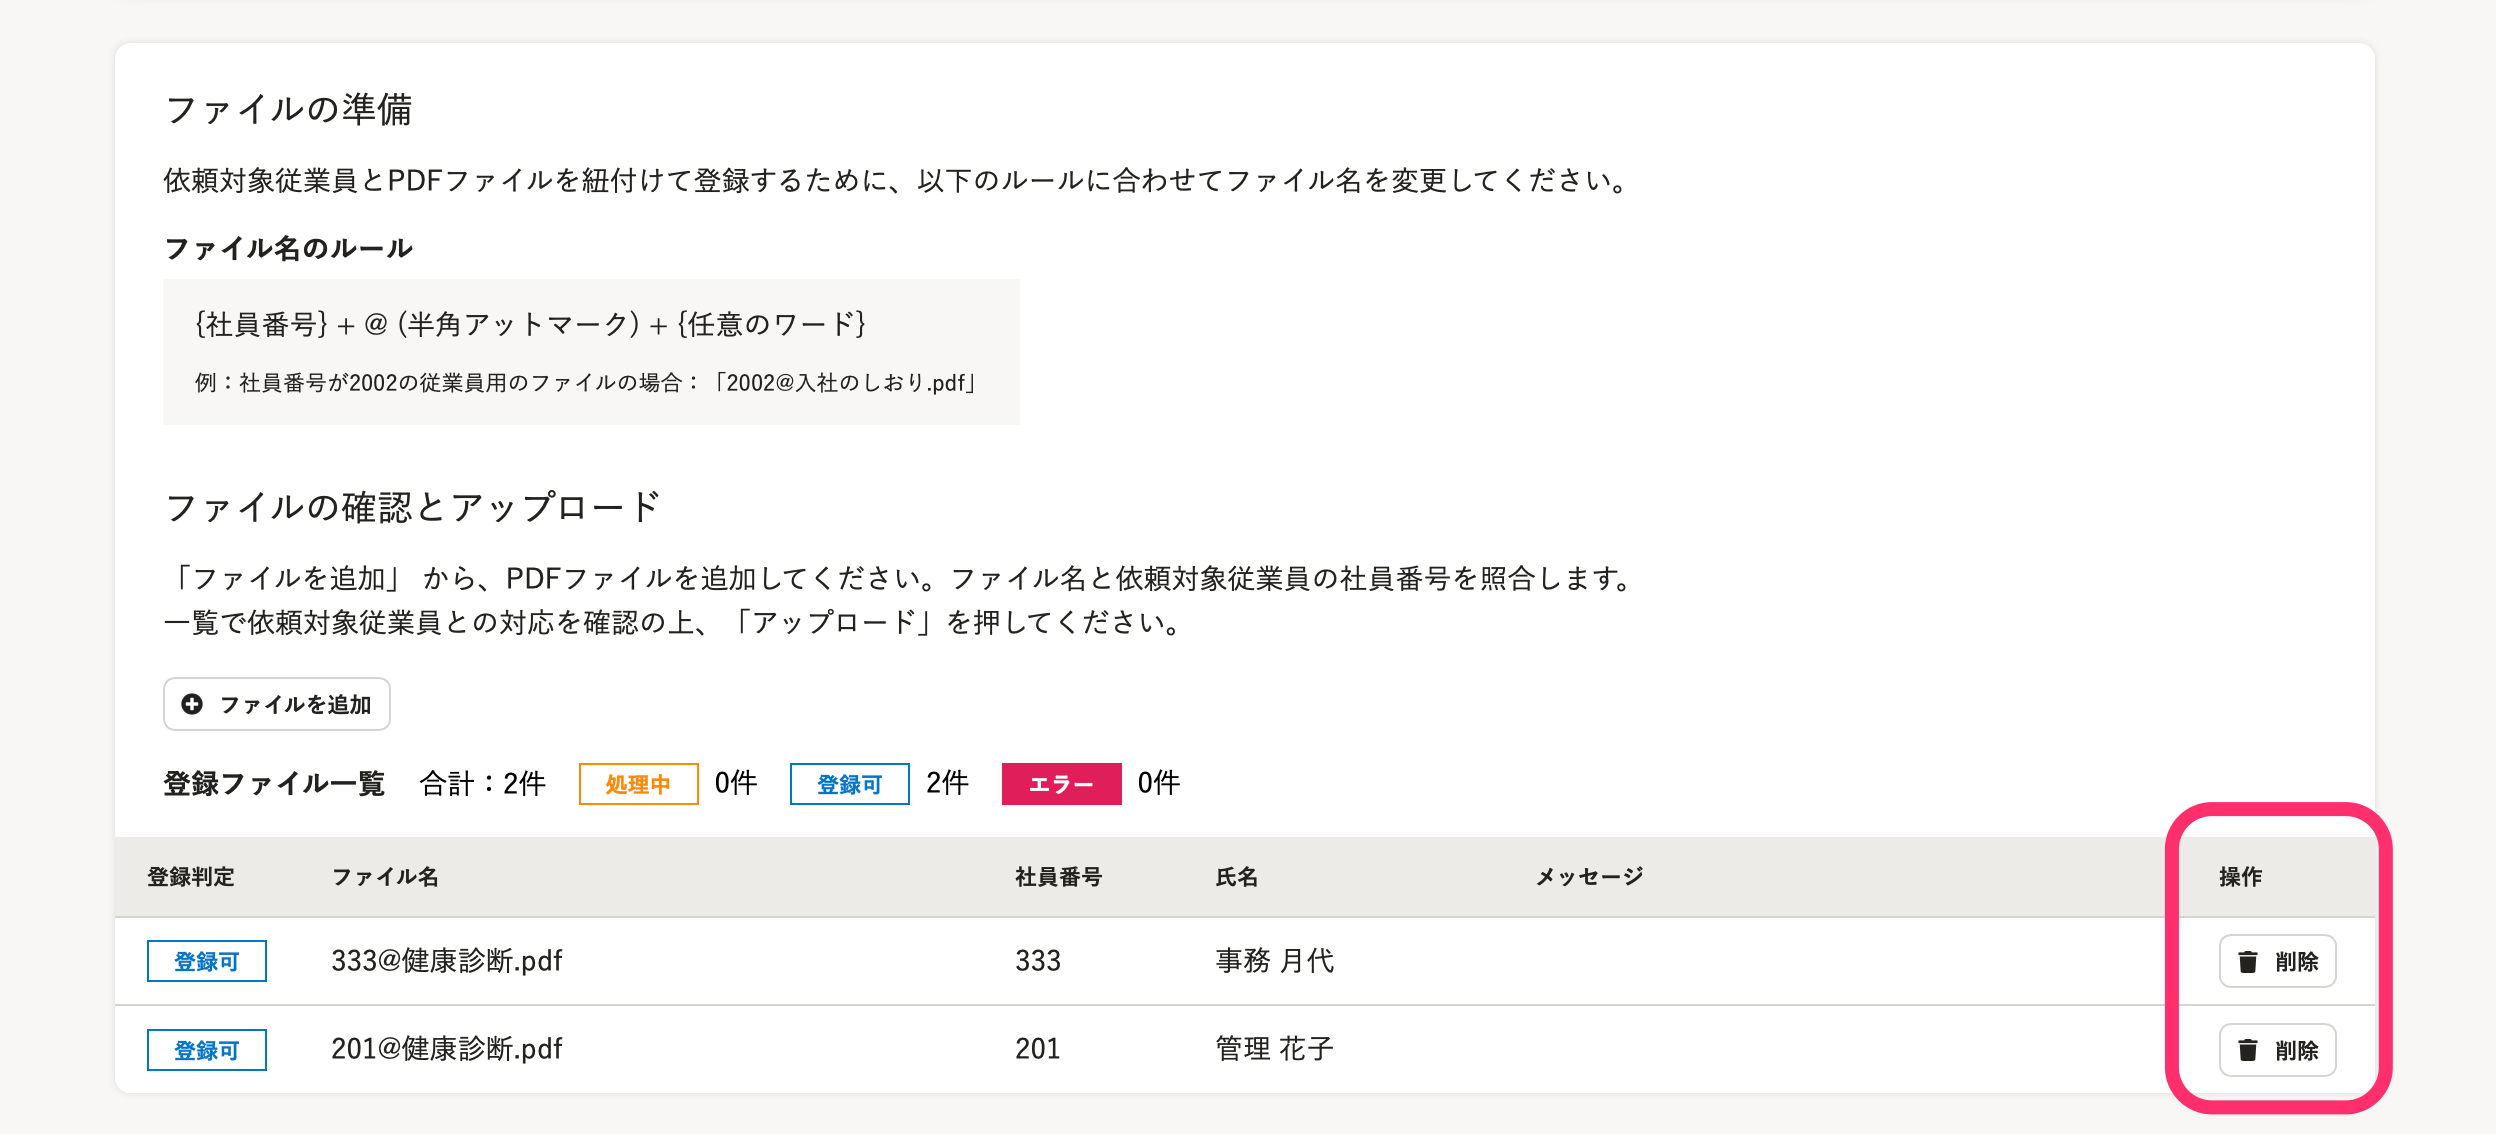 ファイルの準備
依頼対象従業員とPDFファイルを紐付けて登録するために、以下のルールに合わせてファイル名を変更してください。
ファイル名のルール
{社員番号} + @ (半角アットマーク) + {任意のワード}
例：社員番号が2002の従業員用のファイルの場合：「2002@入社のしおり.pdf」
ファイルの確認とアップロード
「ファイルを追加」 から、PDFファイルを追加してください。ファイル名と依頼対象従業員の社員番号を照合します。
一覧で依頼対象従業員との対応を確認の上、「アップロード」を押してください。
ファイルを追加
登録ファイル一覧 合計：2件 処理中 0件 登録可 2件 エラー 0件
登録判定 ファイル名 社員番号 氏名 メッセージ 操作
登録可 333@健康診断.pdf 333 事務 月代 削除
登録可 201@健康診断.pdf 201 管理 花子 削除